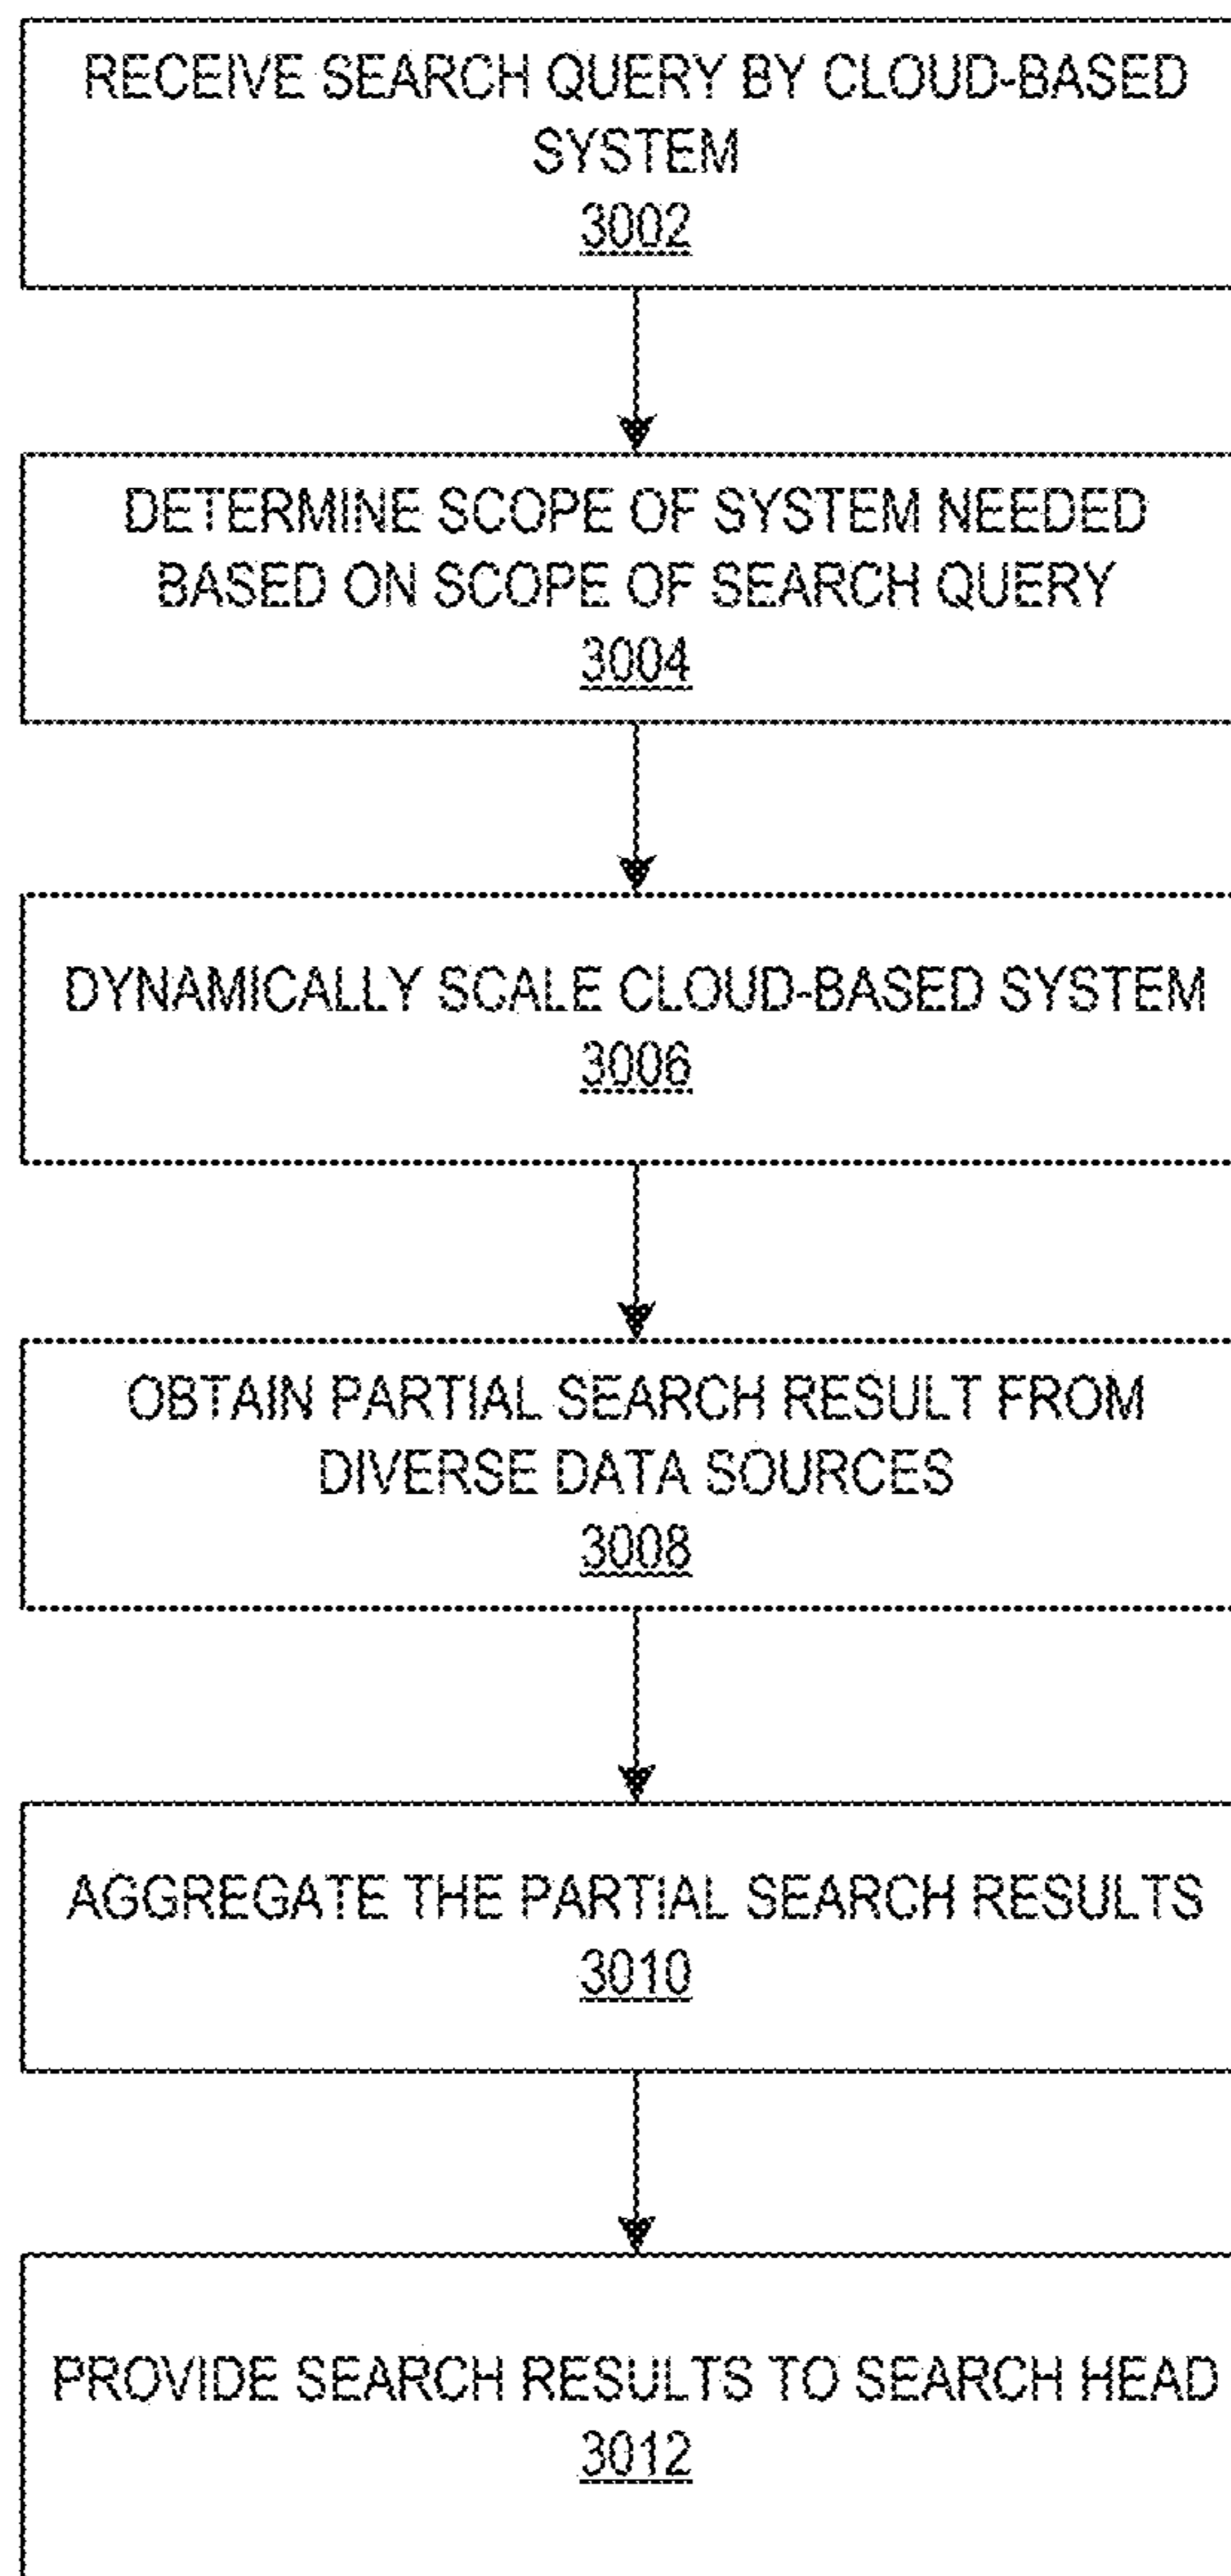 RECEIVE SEARCH QUERY BY CLOUD-BASED
SYSTEM
3002
DETERMINE SCOPE OF SYSTEM NEEDED
BASED ON SCOPE OF SEARCH QUERY
3004
DYNAMICALLY SCALE CLOUD-BASED SYSTEM
3006
OBTAIN PARTIAL SEARCH RESULT FROM
DIVERSE DATA SOURCES
3008
AGGREGATE THE PARTIAL SEARCH RESULTS
3010
PROVIDE SEARCH RESULTS TO SEARCH HEAD
3012